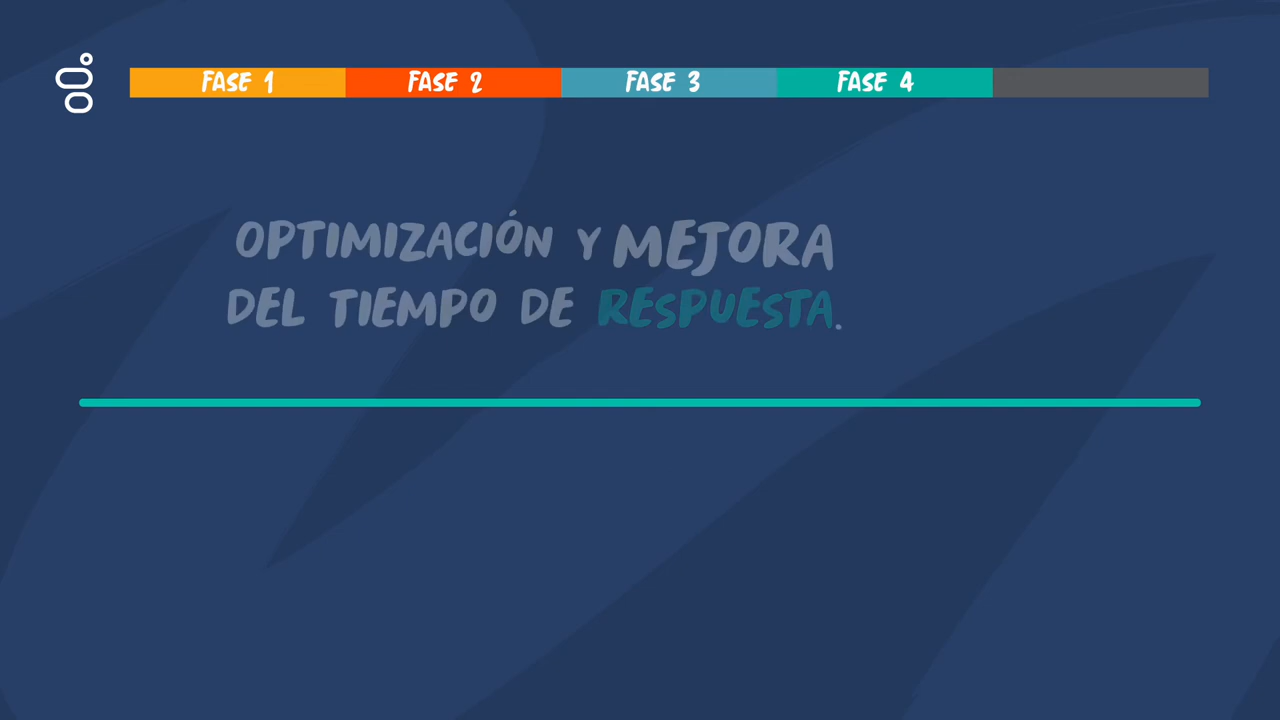 FASE 1 FASE 2 FASE 3 FASE 4
OPTIMIZACIÓN Y MEJORA
DEL TIEMPO DE RESPUESTA.